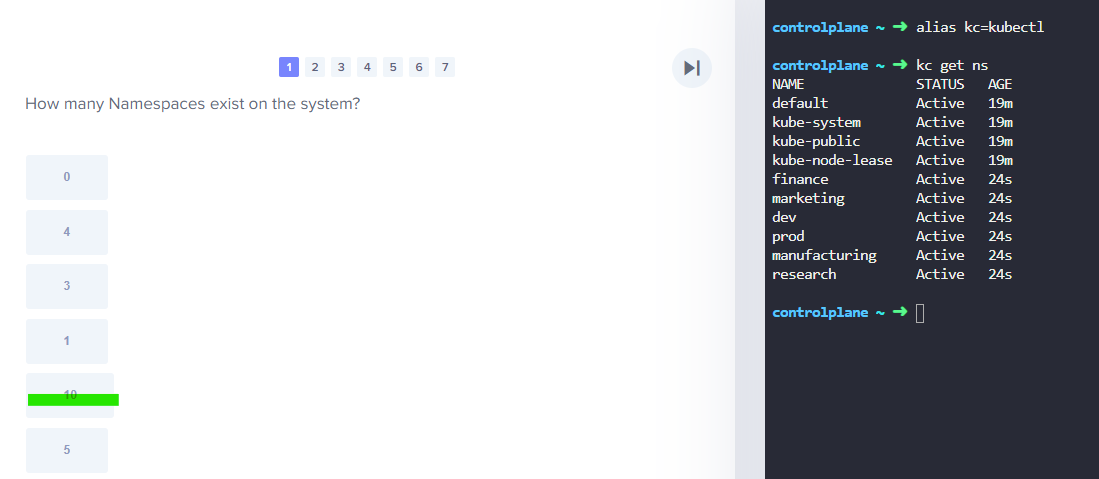 1 2 3 4 5 6 7
How many Namespaces exist on the system?
0
4
3
1
10
5
controlplane ~ ➜ alias kc=kubectl
controlplane ~ ➜ kc get ns
NAME STATUS AGE
default Active 19m
kube-system Active 19m
kube-public Active 19m
kube-node-lease Active 19m
finance Active 24s
marketing Active 24s
dev Active 24s
prod Active 24s
manufacturing Active 24s
research Active 24s
controlplane ~ ➜